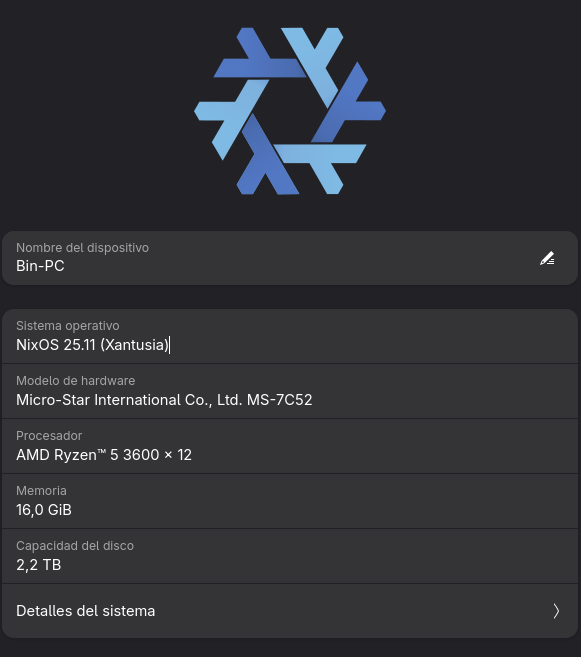 Nombre del dispositivo
Bin-PC
Sistema operativo
NixOS 25.11 (Xantusia)
Modelo de hardware
Micro-Star International Co., Ltd. MS-7C52
Procesador
AMD Ryzen™ 5 3600 × 12
Memoria
16,0 GiB
Capacidad del disco
2,2 TB
Detalles del sistema